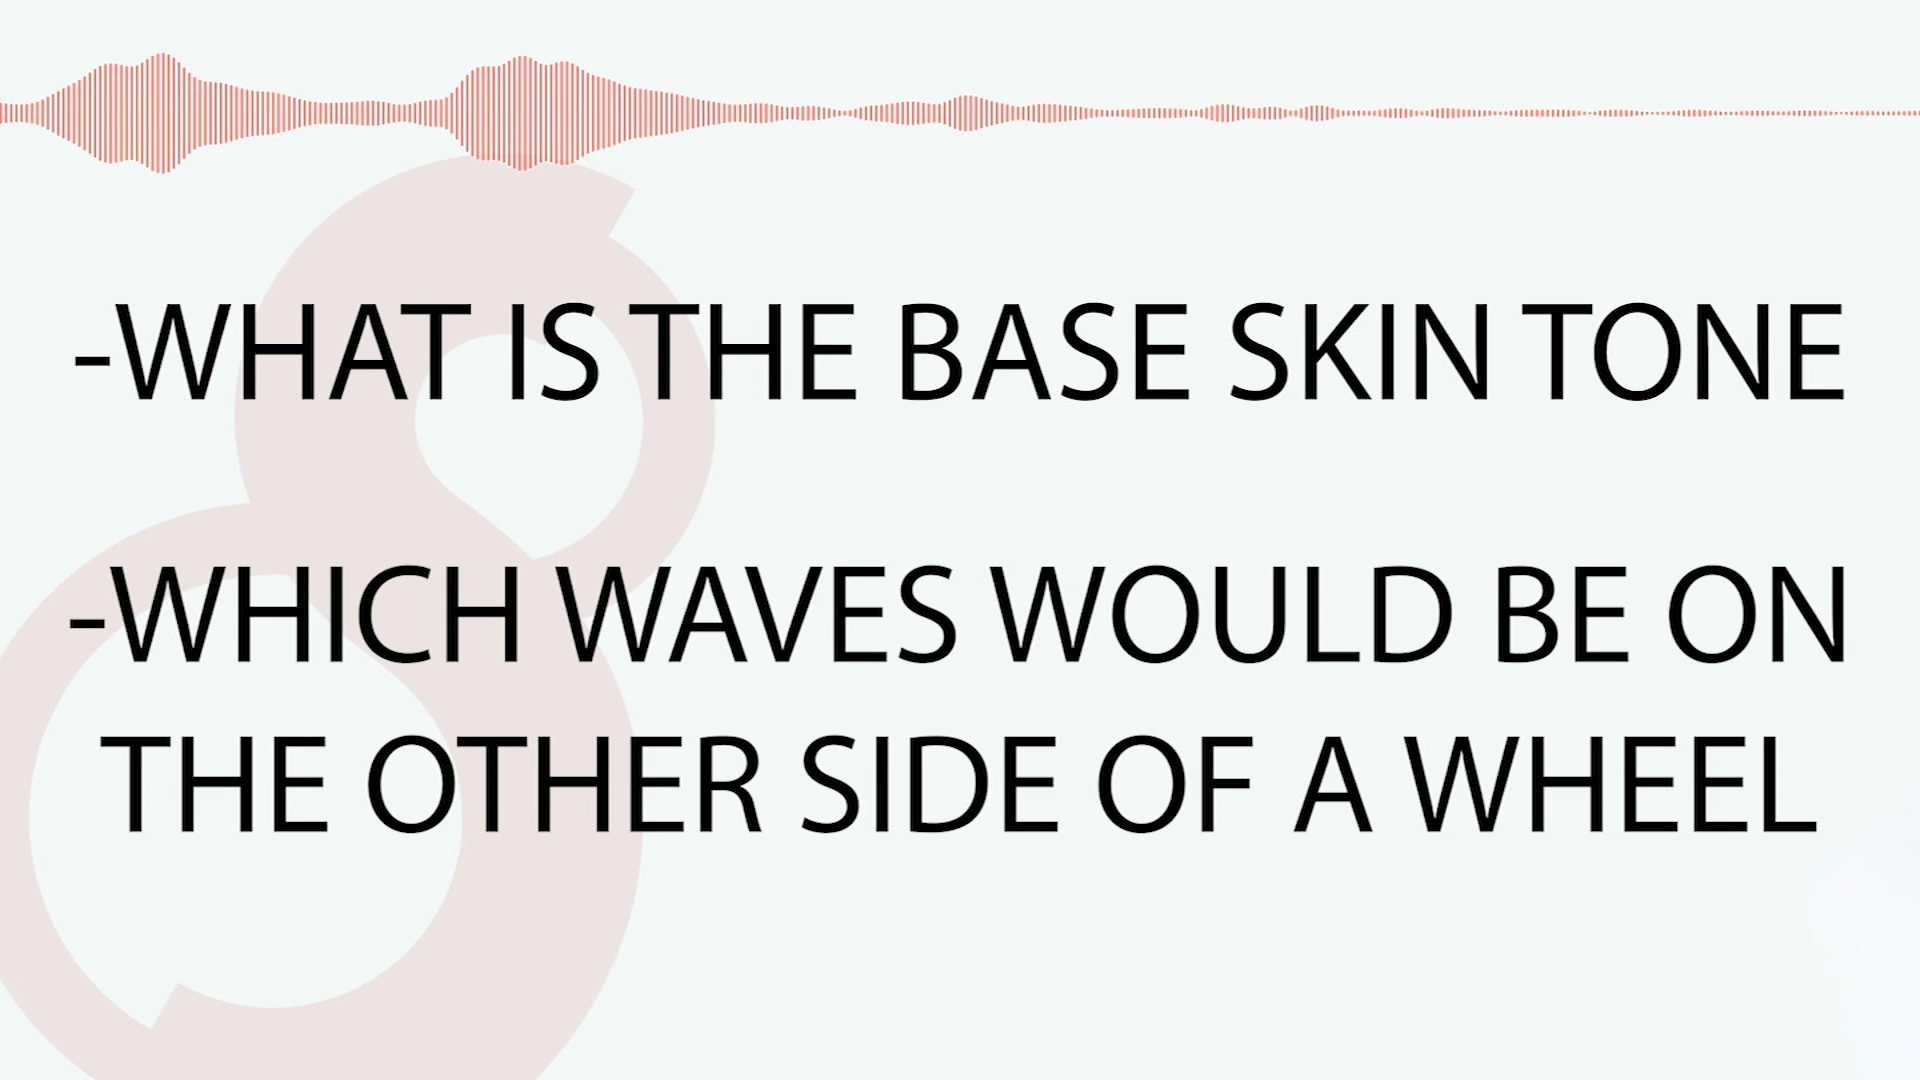 -WHAT IS THE BASE SKIN TONE
-WHICH WAVES WOULD BE ON
THE OTHER SIDE OF A WHEEL